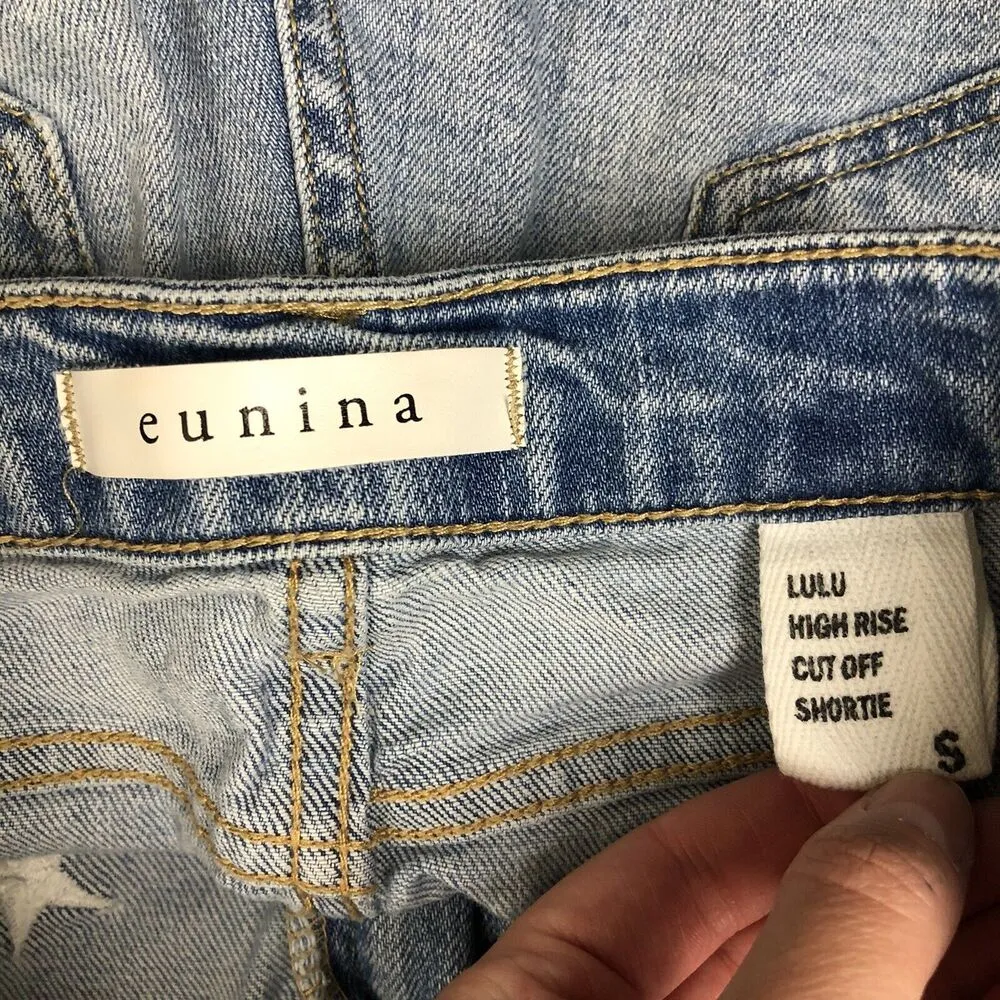 eunina
LULU
HIGH RISE
CUT OFF
SHORTIE
S